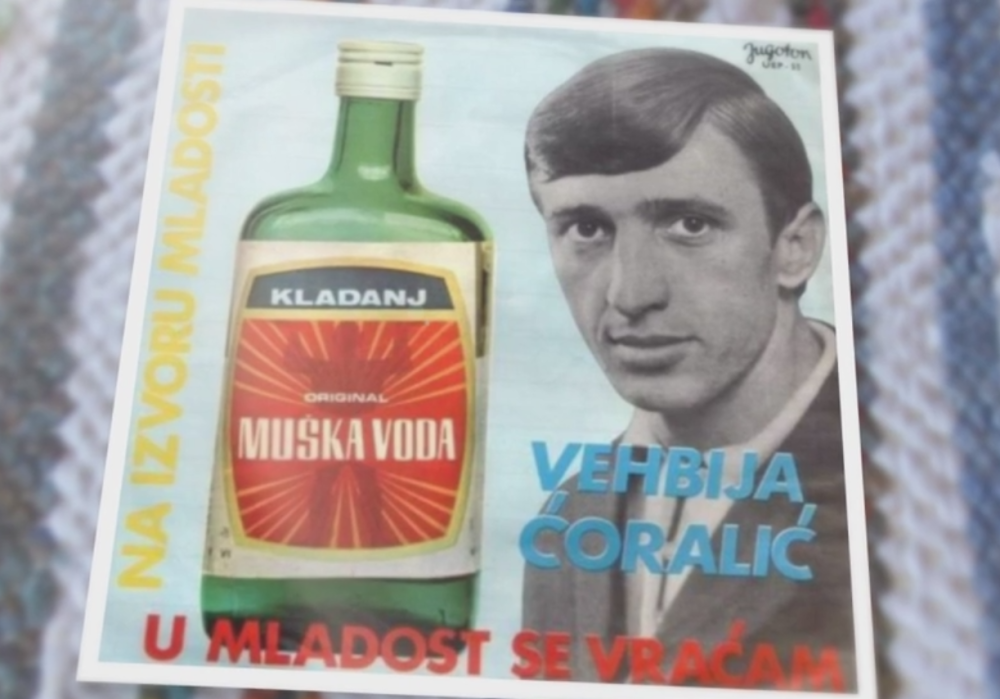 NA IZVORU MLADOSTI
Jugoton
KLADANJ
ORIGINAL
MUŠKA VODA
VEHBIJA
ĆORALIĆ
U MLADOST SE VRAĆAM